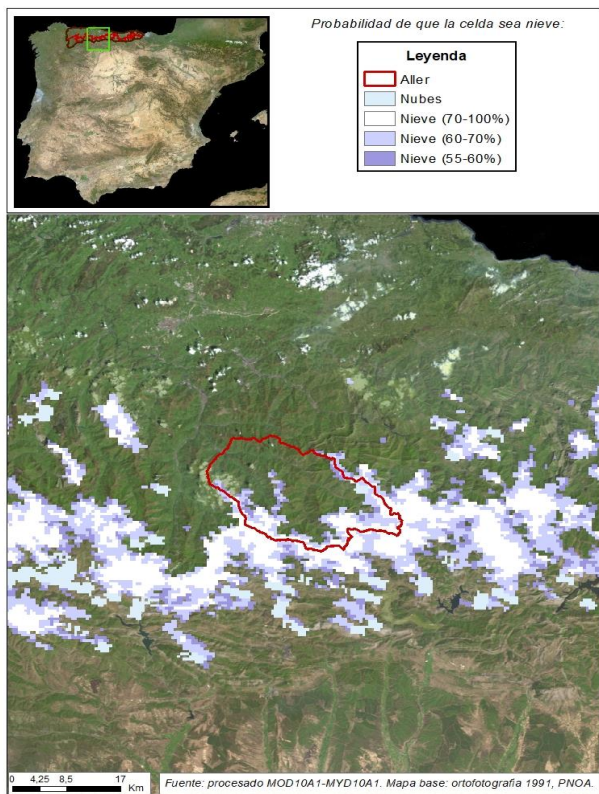 Probabilidad de que la celda sea nieve:
Leyenda
Aller
Nubes
Nieve (70-100%)
Nieve (60-70%)
Nieve (55-60%)
0 4,25 8,5 17
Km
Fuente: procesado MOD10A1-MYD10A1. Mapa base: ortofotografía 1991, PNOA.